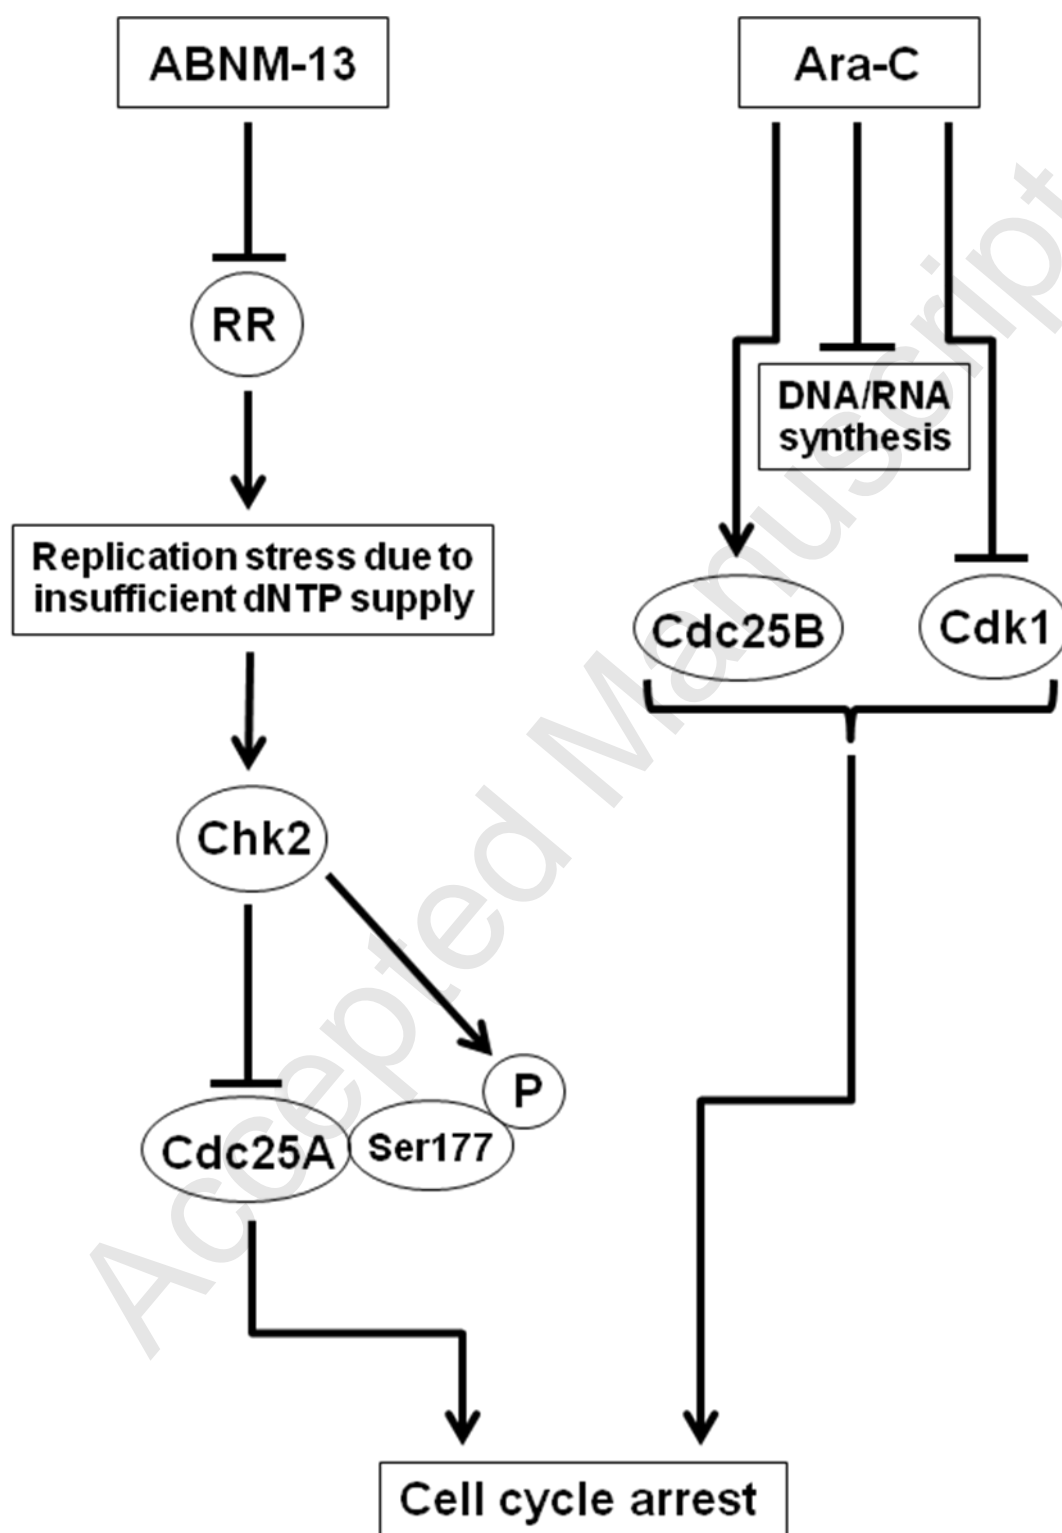 ABNM-13
Ara-C
RR
DNA/RNA
synthesis
Replication stress due to
insufficient dNTP supply
Cdc25B
Cdk1
Chk2
P
Cdc25A
Ser177
Cell cycle arrest
Accepted Manuscript